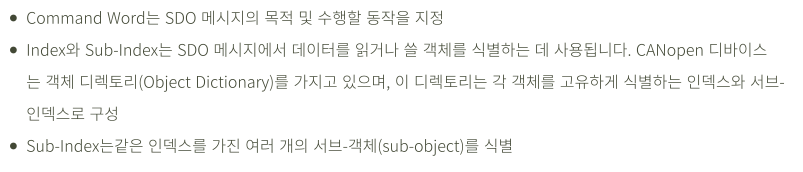 • Command Word는 SDO 메시지의 목적 및 수행할 동작을 지정
• Index와 Sub-Index는 SDO 메시지에서 데이터를 읽거나 쓸 객체를 식별하는 데 사용됩니다. CANopen 디바이스
는 객체 디렉토리(Object Dictionary)를 가지고 있으며, 이 디렉토리는 각 객체를 고유하게 식별하는 인덱스와 서브-
인덱스로 구성
• Sub-Index는같은 인덱스를 가진 여러 개의 서브-객체(sub-object)를 식별